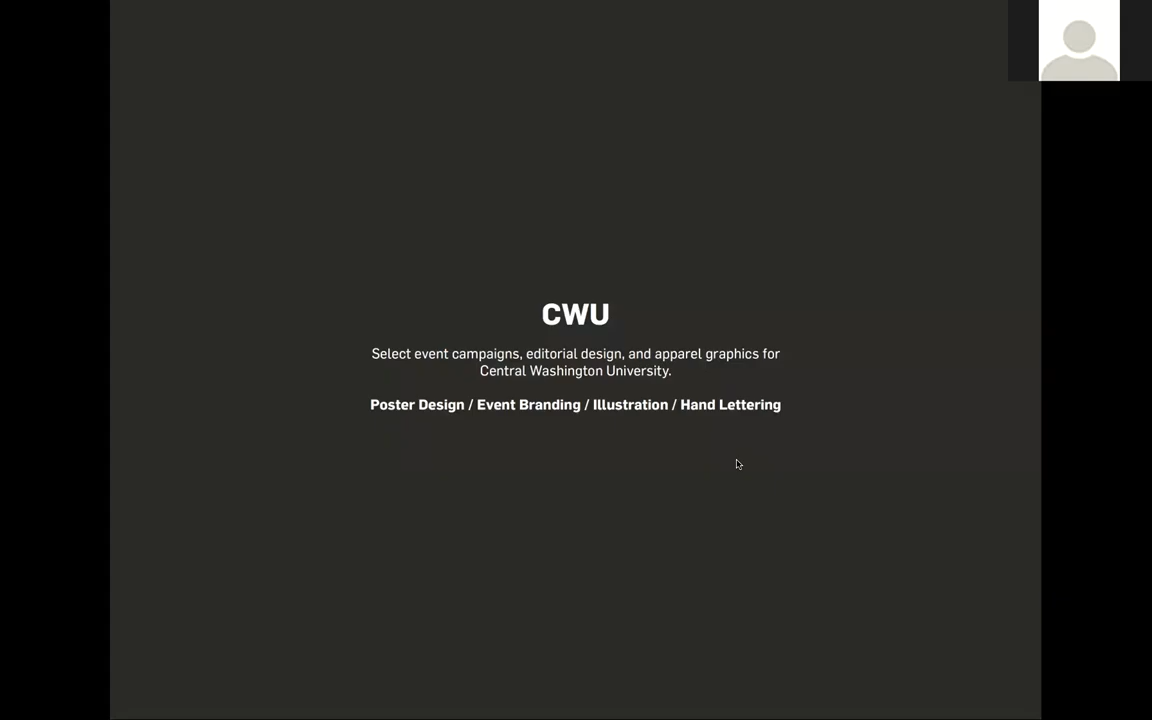 CWU
Select event campaigns, editorial design, and apparel graphics for
Central Washington University.
Poster Design / Event Branding / Illustration / Hand Lettering